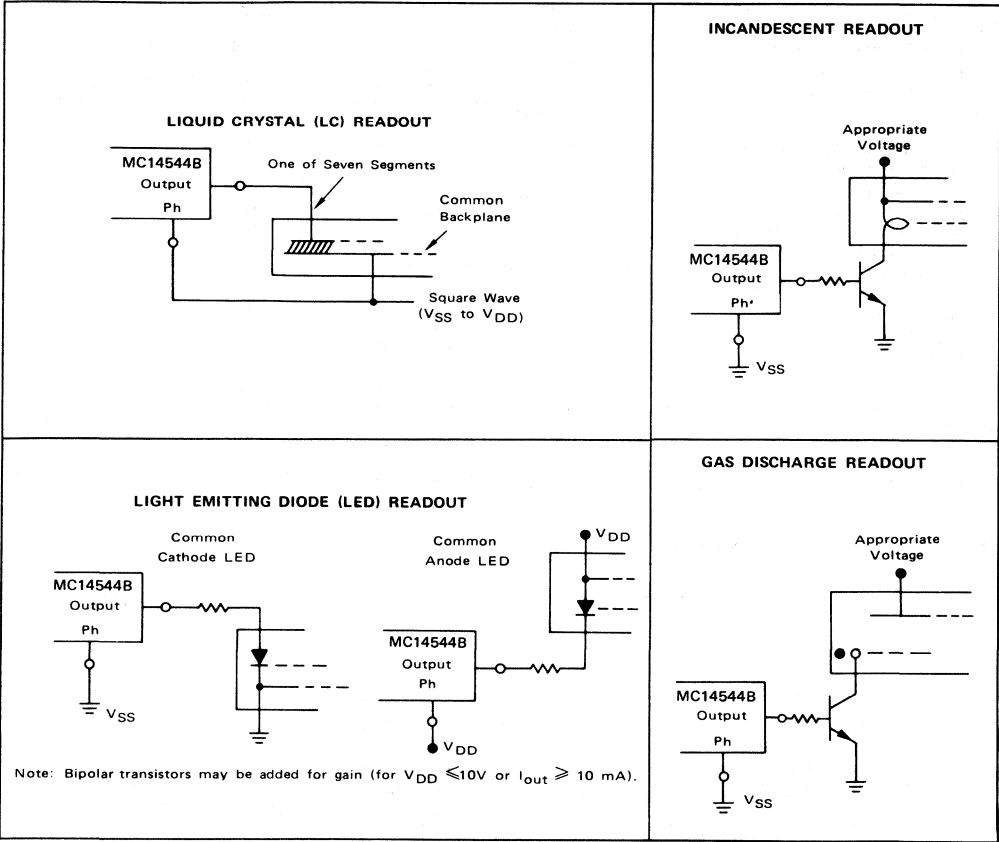 LIQUID CRYSTAL (LC) READOUT
MC14544B
Output
Ph
One of Seven Segments
Common
Backplane
Square Wave
(VSS to VDD)
INCANDESCENT READOUT
Appropriate
Voltage
MC14544B
Output
Ph
VSS
LIGHT EMITTING DIODE (LED) READOUT
Common
Cathode LED
MC14544B
Output
Ph
VSS
Common
Anode LED
VDD
MC14544B
Output
Ph
VDD
Note: Bipolar transistors may be added for gain (for VDD ⩽10V or Iout ⩾ 10 mA).
GAS DISCHARGE READOUT
Appropriate
Voltage
MC14544B
Output
Ph
VSS